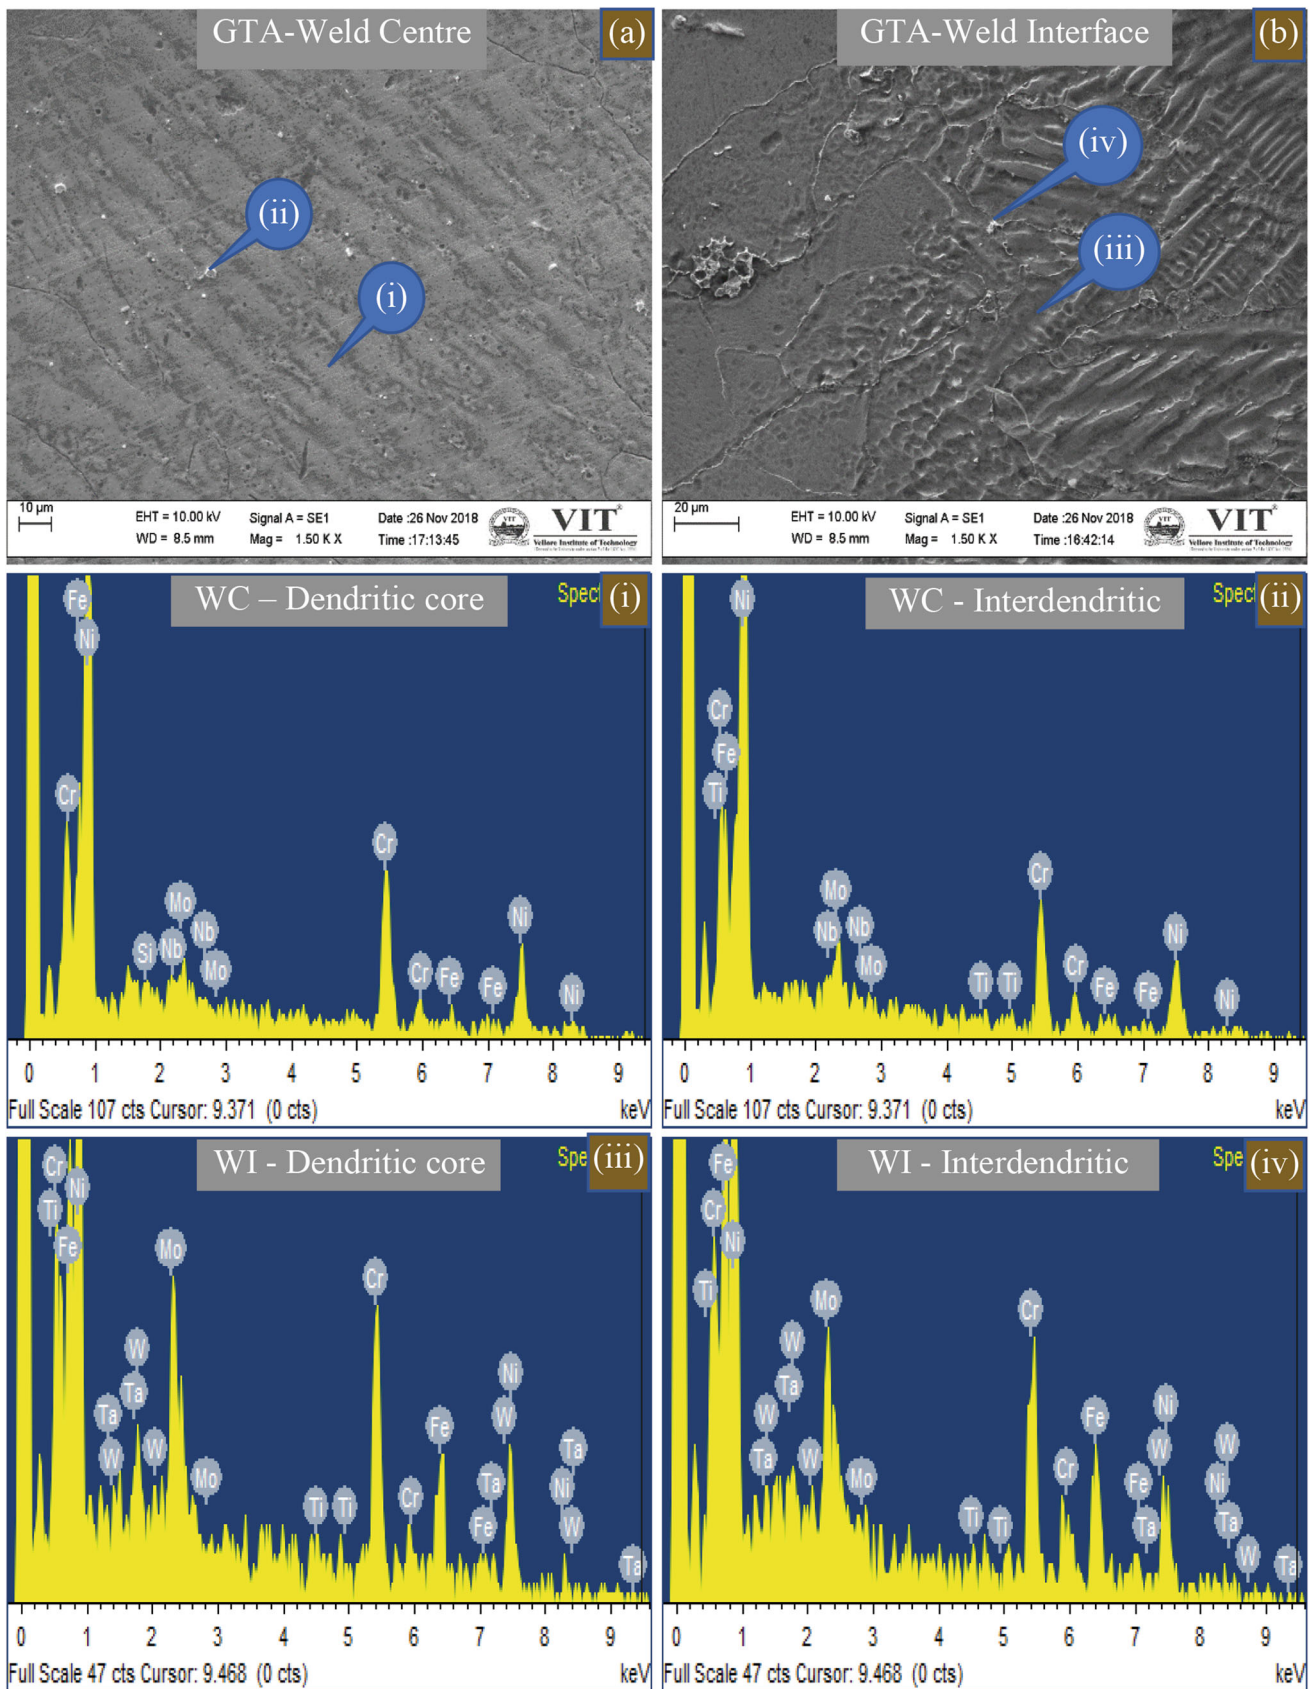 GTA-Weld Centre
(a)
(ii)
(i)
10 µm
EHT = 10.00 kV
Signal A = SE1
Date :26 Nov 2018
WD = 8.5 mm
Mag = 1.50 K X
Time :17:13:45
VIT
VIT®
Vellore Institute of Technology
GTA-Weld Interface
(b)
(iv)
(iii)
20 µm
EHT = 10.00 kV
Signal A = SE1
Date :26 Nov 2018
WD = 8.5 mm
Mag = 1.50 K X
Time :16:42:14
VIT
VIT®
Vellore Institute of Technology
WC – Dendritic core
Spect
(i)
Fe
Ni
Cr
Si
Nb
Mo
Nb
Mo
Cr
Cr
Fe
Fe
Ni
Ni
0 1 2 3 4 5 6 7 8 9
Full Scale 107 cts Cursor: 9.371 (0 cts)
keV
WC - Interdendritic
Spect
(ii)
Ni
Cr
Fe
Ti
Mo
Nb
Nb
Mo
Ti
Ti
Cr
Cr
Fe
Fe
Ni
Ni
0 1 2 3 4 5 6 7 8 9
Full Scale 107 cts Cursor: 9.371 (0 cts)
keV
WI - Dendritic core
Spe
(iii)
Cr
Ni
Ti
Fe
Ta
W
W
Ta
W
Mo
Mo
Ti
Ti
Cr
Cr
Fe
Ta
Fe
Ni
W
Ta
Ni
W
Ta
0 1 2 3 4 5 6 7 8 9
Full Scale 47 cts Cursor: 9.468 (0 cts)
keV
WI - Interdendritic
Spe
(iv)
Fe
Cr
Ni
Ti
W
Ta
W
Ta
W
Mo
Mo
Ti
Ti
Cr
Cr
Fe
Fe
Ta
Ni
W
W
Ni
Ta
W
Ta
0 1 2 3 4 5 6 7 8 9
Full Scale 47 cts Cursor: 9.468 (0 cts)
keV